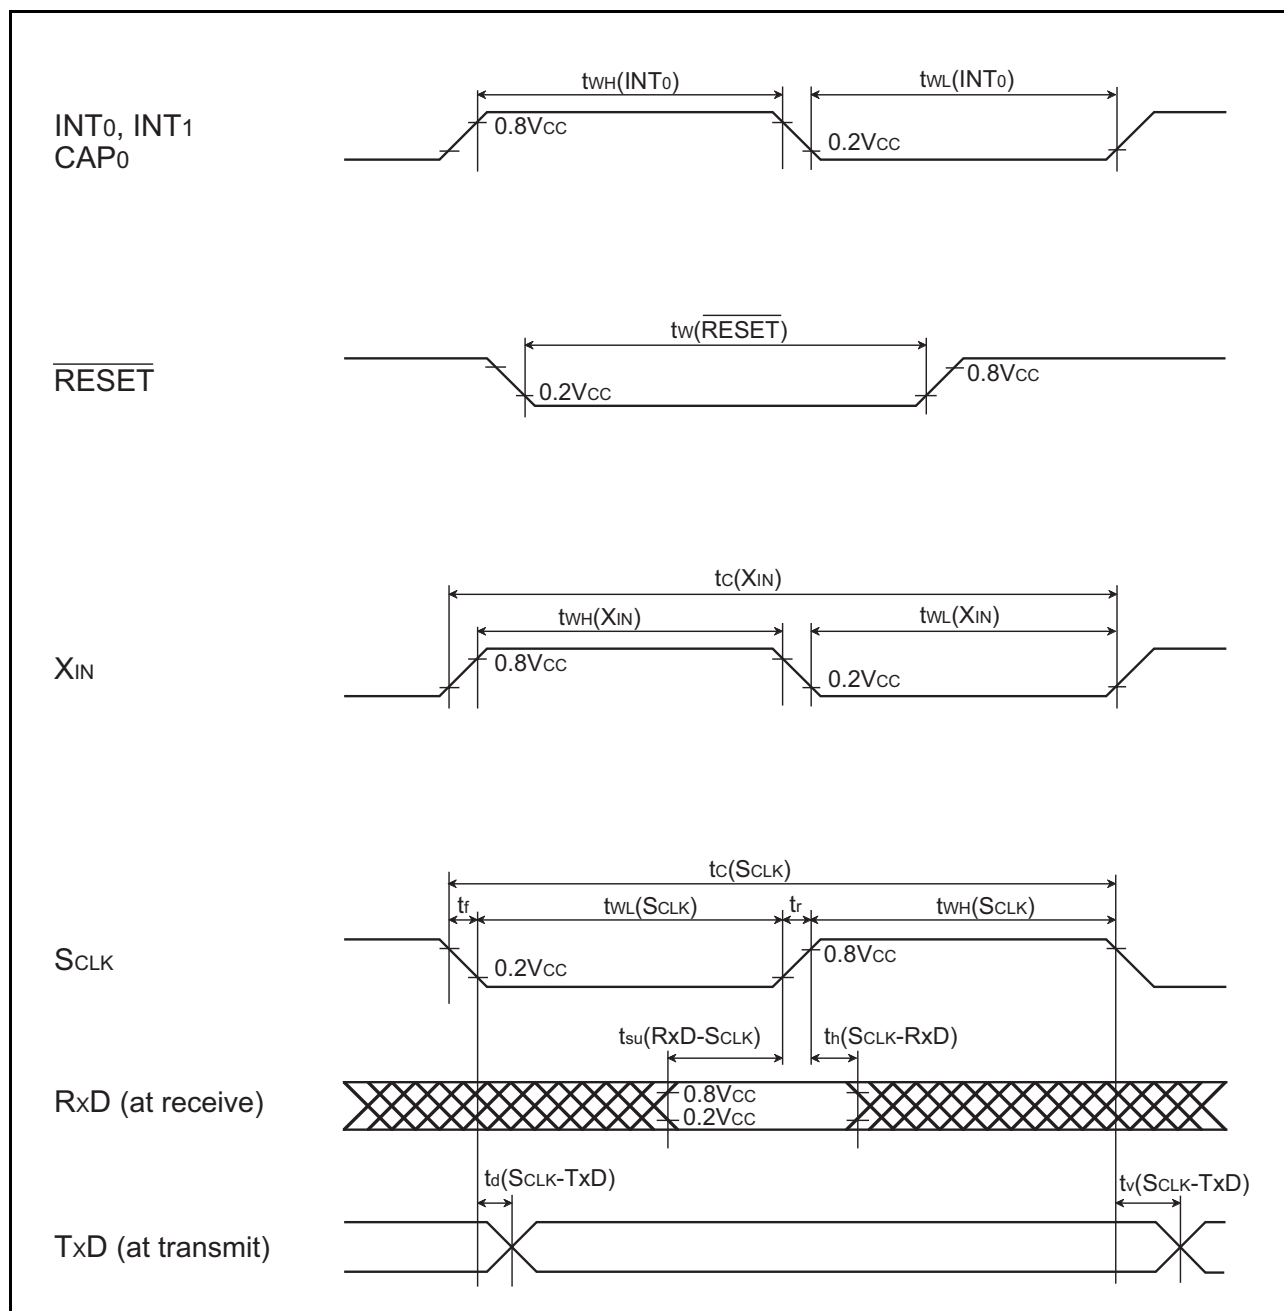 tWH(INT0)
tWL(INT0)
INT0, INT1
CAP0
0.8VCC
0.2VCC
tW(RESET)
RESET
0.2VCC
0.8VCC
tC(XIN)
tWH(XIN)
tWL(XIN)
XIN
0.8VCC
0.2VCC
tC(SCLK)
tf
tWL(SCLK)
tr
tWH(SCLK)
SCLK
0.2VCC
0.8VCC
tsu(RxD-SCLK)
th(SCLK-RxD)
RXD (at receive)
0.8VCC
0.2VCC
td(SCLK-TxD)
tv(SCLK-TxD)
TXD (at transmit)